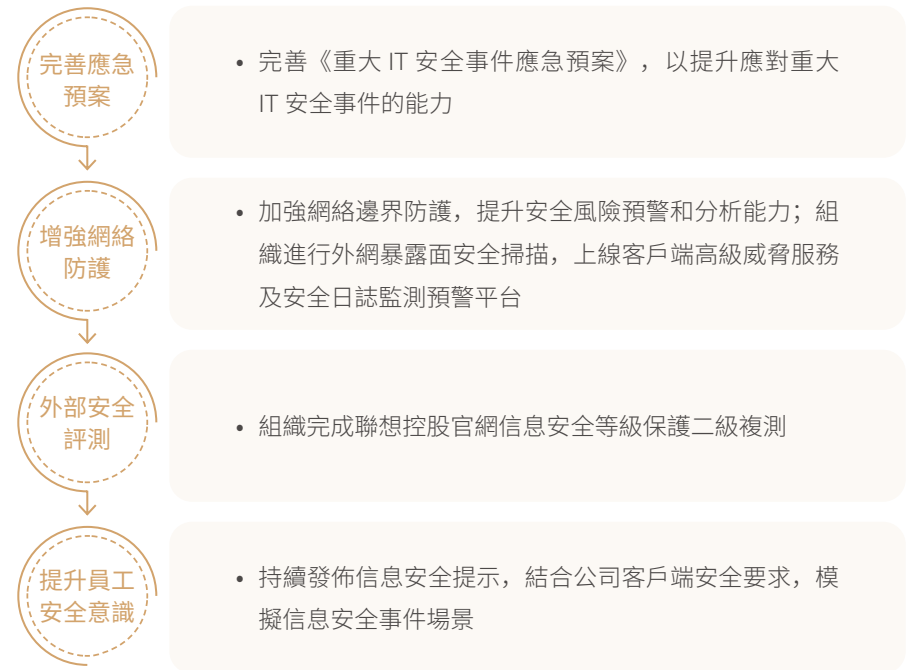 完善應急
預案
• 完善《重大 IT 安全事件應急預案》，以提升應對重大
IT 安全事件的能力
增強網絡
防護
• 加強網絡邊界防護，提升安全風險預警和分析能力；組
織進行外網暴露面安全掃描，上線客戶端高級威脅服務
及安全日誌監測預警平台
外部安全
評測
• 組織完成聯想控股官網信息安全等級保護二級複測
提升員工
安全意識
• 持續發佈信息安全提示，結合公司客戶端安全要求，模
擬信息安全事件場景